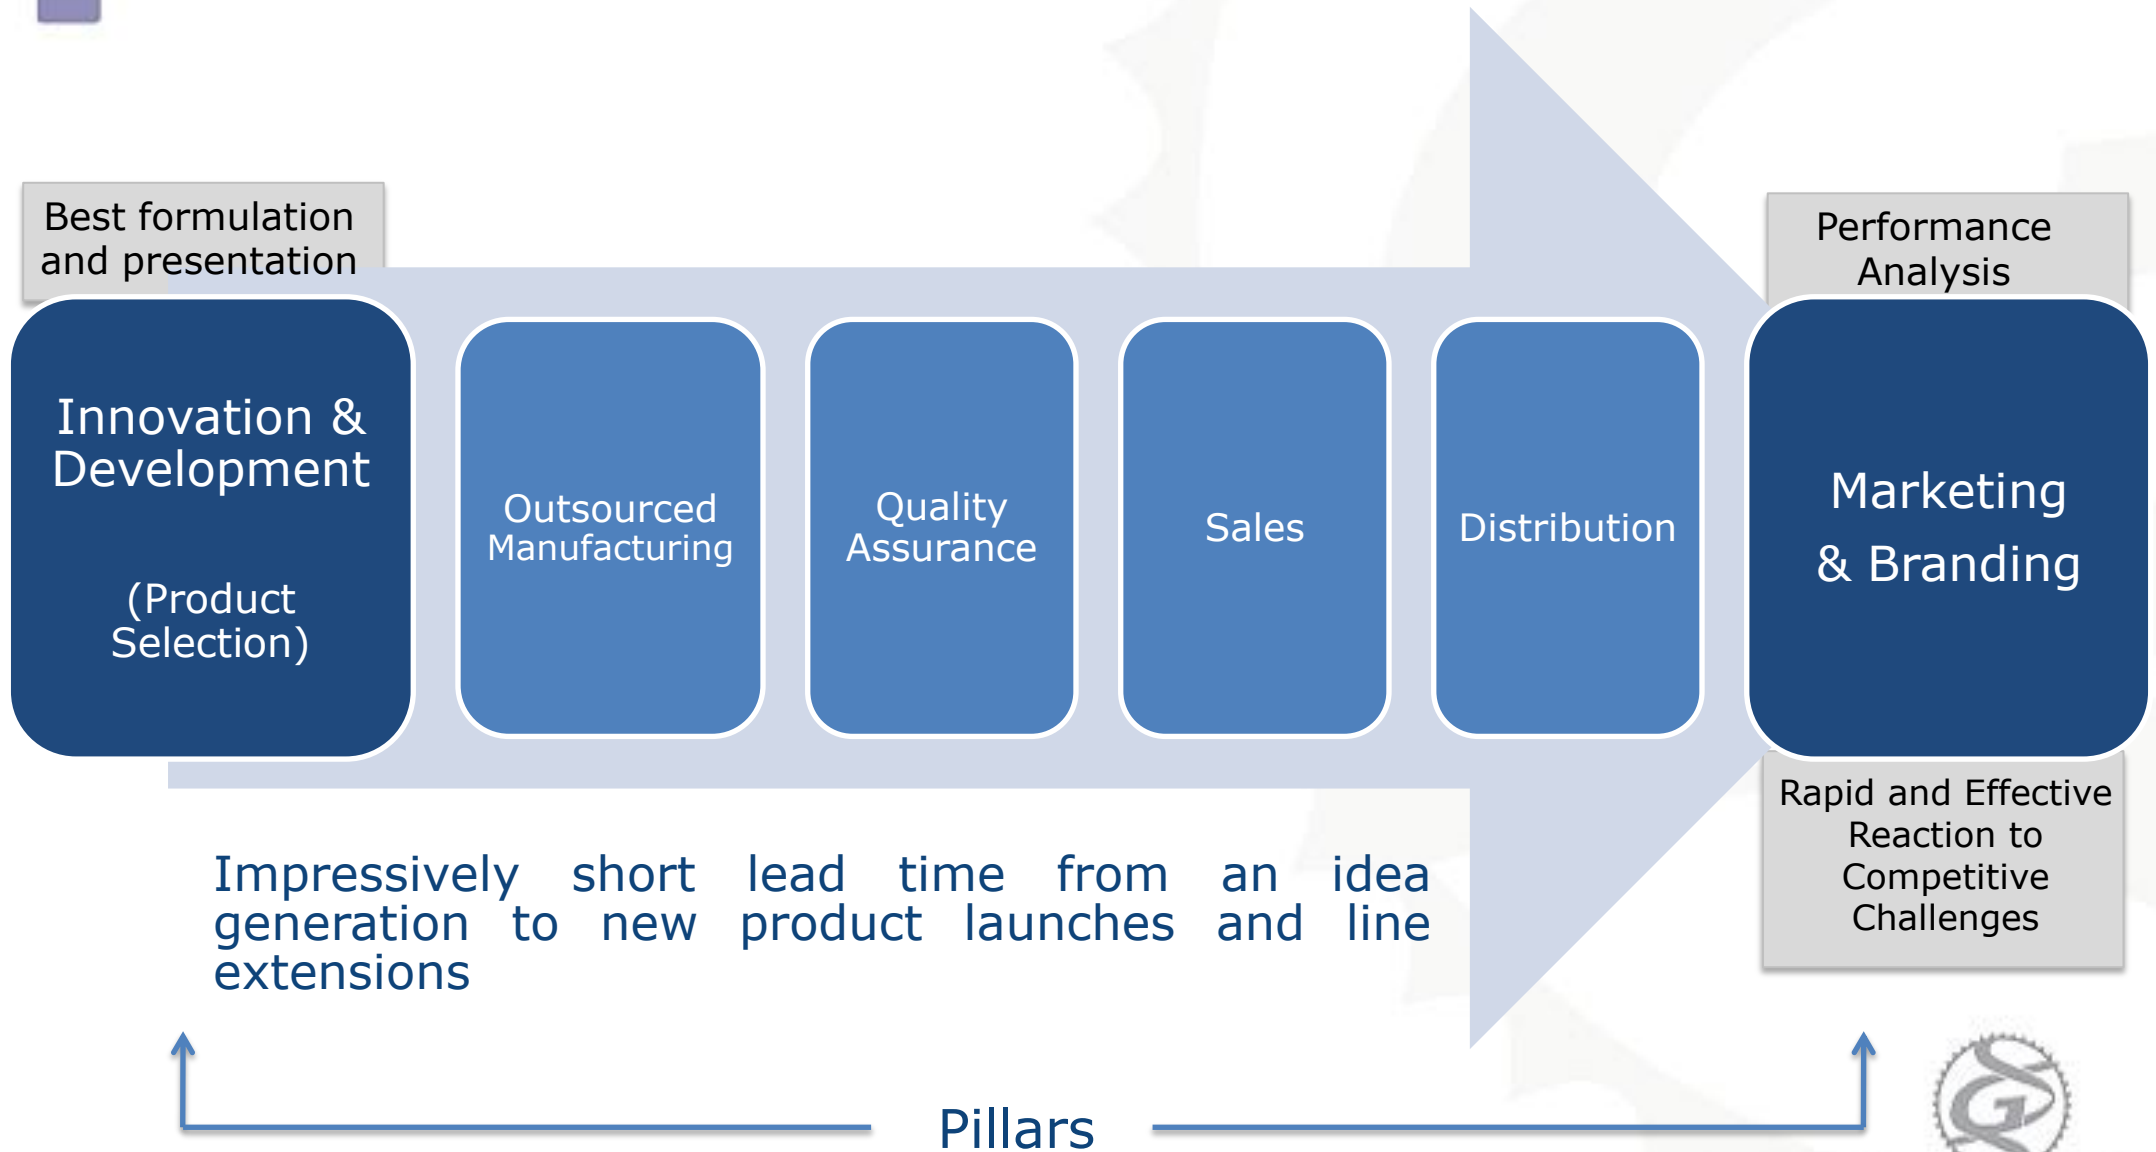 Best formulation
and presentation
Performance
Analysis
Innovation &
Development
(Product
Selection)
Outsourced
Manufacturing
Quality
Assurance
Sales
Distribution
Marketing
& Branding
Rapid and Effective
Reaction to
Competitive
Challenges
Impressively short lead time from an idea
generation to new product launches and line
extensions
Pillars